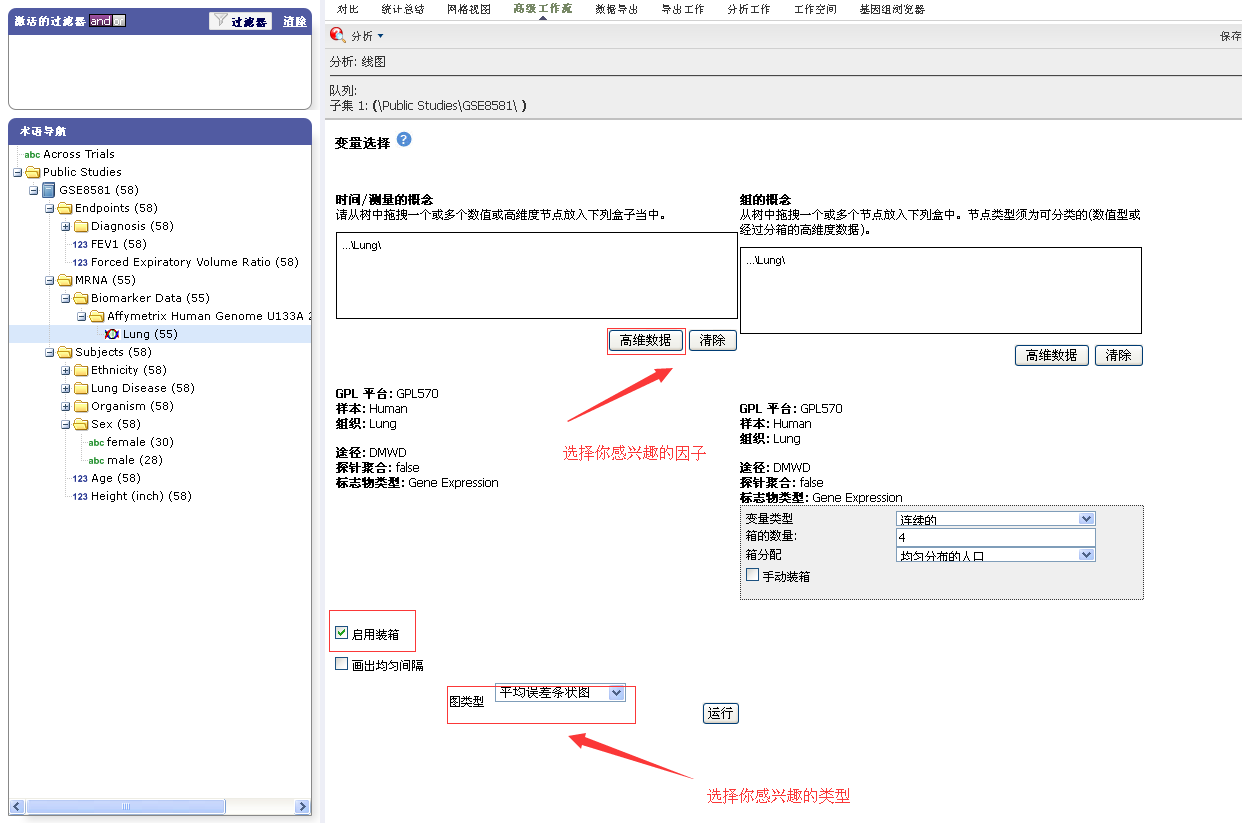 激活的过滤器 and or 过滤器 清除
术语导航
abc Across Trials
Public Studies
GSE8581 (58)
Endpoints (58)
Diagnosis (58)
123 FEV1 (58)
123 Forced Expiratory Volume Ratio (58)
MRNA (55)
Biomarker Data (55)
Affymetrix Human Genome U133A 2
Lung (55)
Subjects (58)
Ethnicity (58)
Lung Disease (58)
Organism (58)
Sex (58)
abc female (30)
abc male (28)
123 Age (58)
123 Height (inch) (58)
对比 统计总结 网格视图 高级工作流 数据导出 导出工作 分析工作 工作空间 基因组浏览器
分析 保存
分析: 线图
队列:
子集 1: (\Public Studies\GSE8581\ )
变量选择 ?
时间/测量的概念
请从树中拖拽一个或多个数值或高维度节点放入下列盒子当中。
...\Lung\
高维数据 清除
GPL 平台: GPL570
样本: Human
组织: Lung
途径: DMWD
探针聚合: false
标志物类型: Gene Expression
选择你感兴趣的因子
组的概念
从树中拖拽一个或多个节点放入下列盒中。节点类型须为可分类的(数值型或
经过分箱的高维度数据)。
...\Lung\
高维数据 清除
GPL 平台: GPL570
样本: Human
组织: Lung
途径: DMWD
探针聚合: false
标志物类型: Gene Expression
变量类型 连续的
箱的数量: 4
箱分配 均匀分布的人口
手动装箱
启用装箱
画出均匀间隔
图类型 平均误差条状图
运行
选择你感兴趣的类型